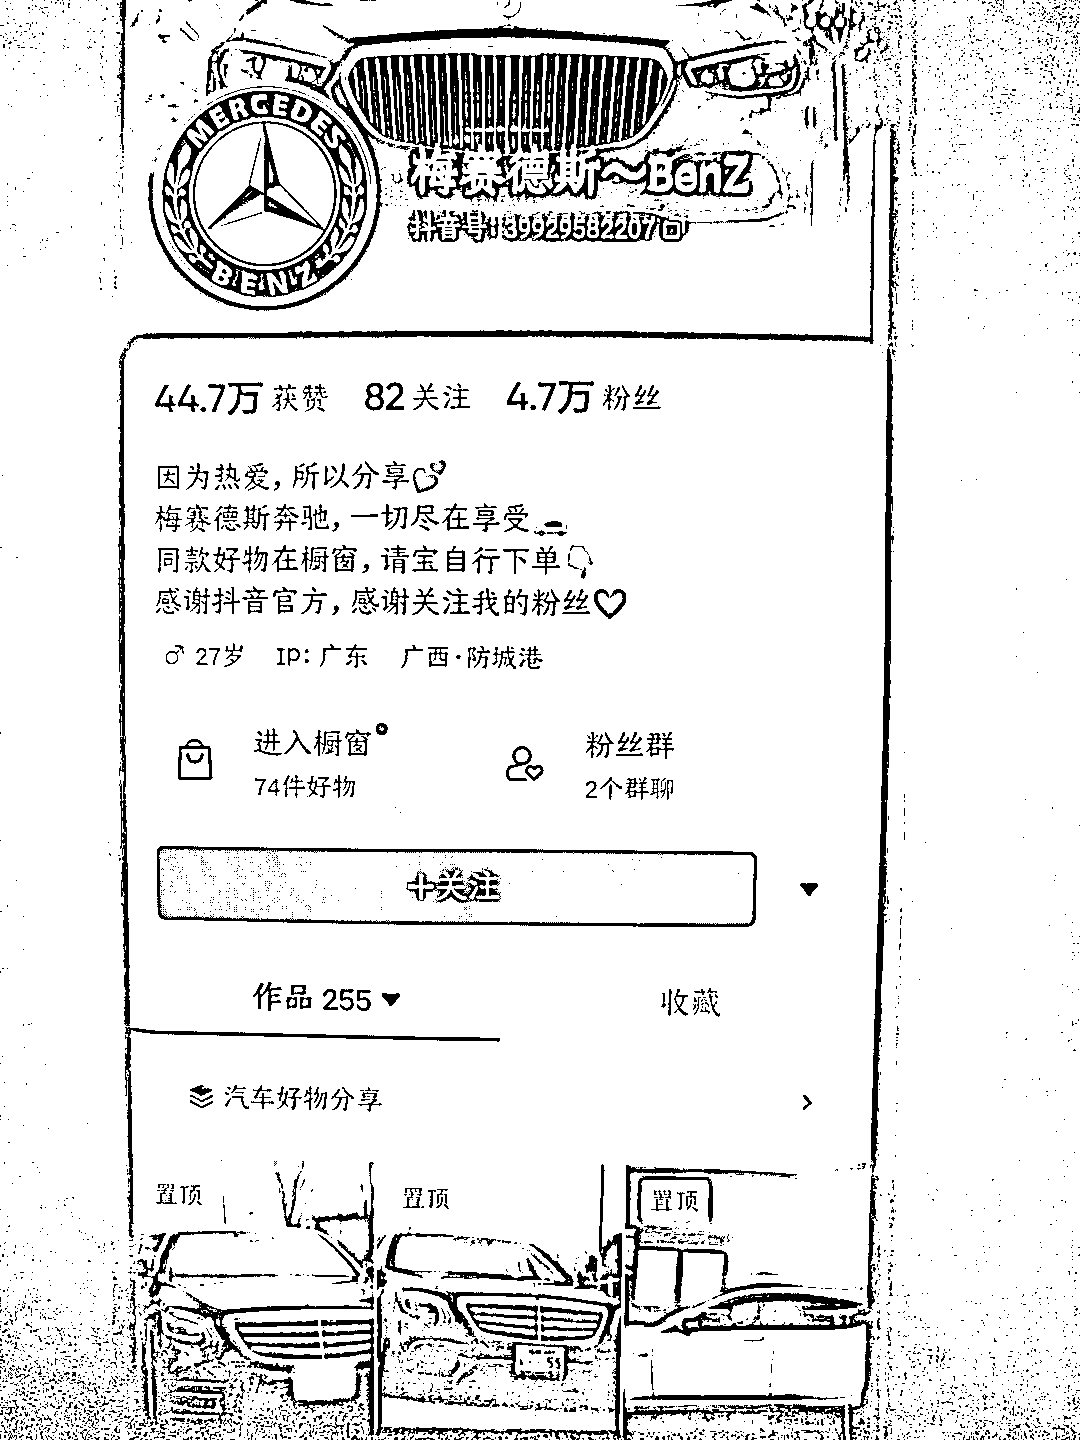 MERCEDES
BENZ
梅赛德斯～BenZ
抖音号:39929582207
44.7万 获赞 82 关注 4.7万 粉丝
因为热爱，所以分享
梅赛德斯奔驰，一切尽在享受
同款好物在橱窗，请宝自行下单
感谢抖音官方，感谢关注我的粉丝
♂ 27岁 IP: 广东 广西·防城港
进入橱窗 粉丝群
74件好物 2个群聊
+关注
作品 255 收藏
汽车好物分享
置顶 置顶 置顶